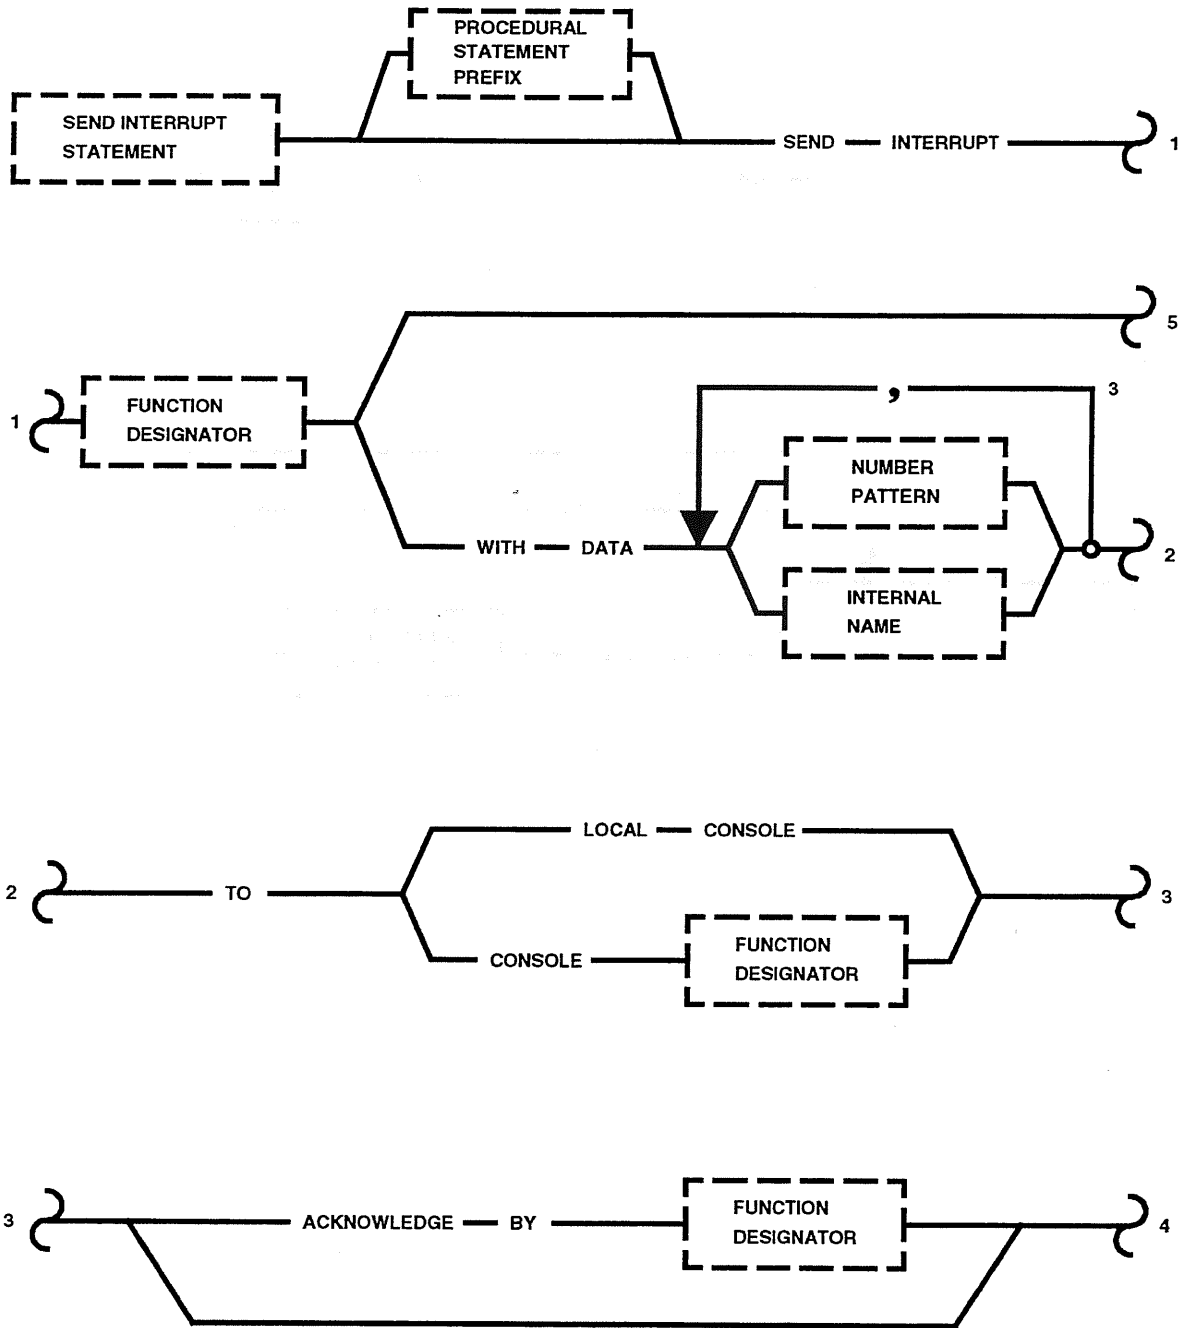 PROCEDURAL
STATEMENT
PREFIX
SEND INTERRUPT
STATEMENT
SEND INTERRUPT 1
5
1 FUNCTION
DESIGNATOR
, 3
NUMBER
PATTERN
WITH DATA 2
INTERNAL
NAME
LOCAL CONSOLE
2 TO 3
CONSOLE FUNCTION
DESIGNATOR
3 ACKNOWLEDGE BY FUNCTION
DESIGNATOR 4